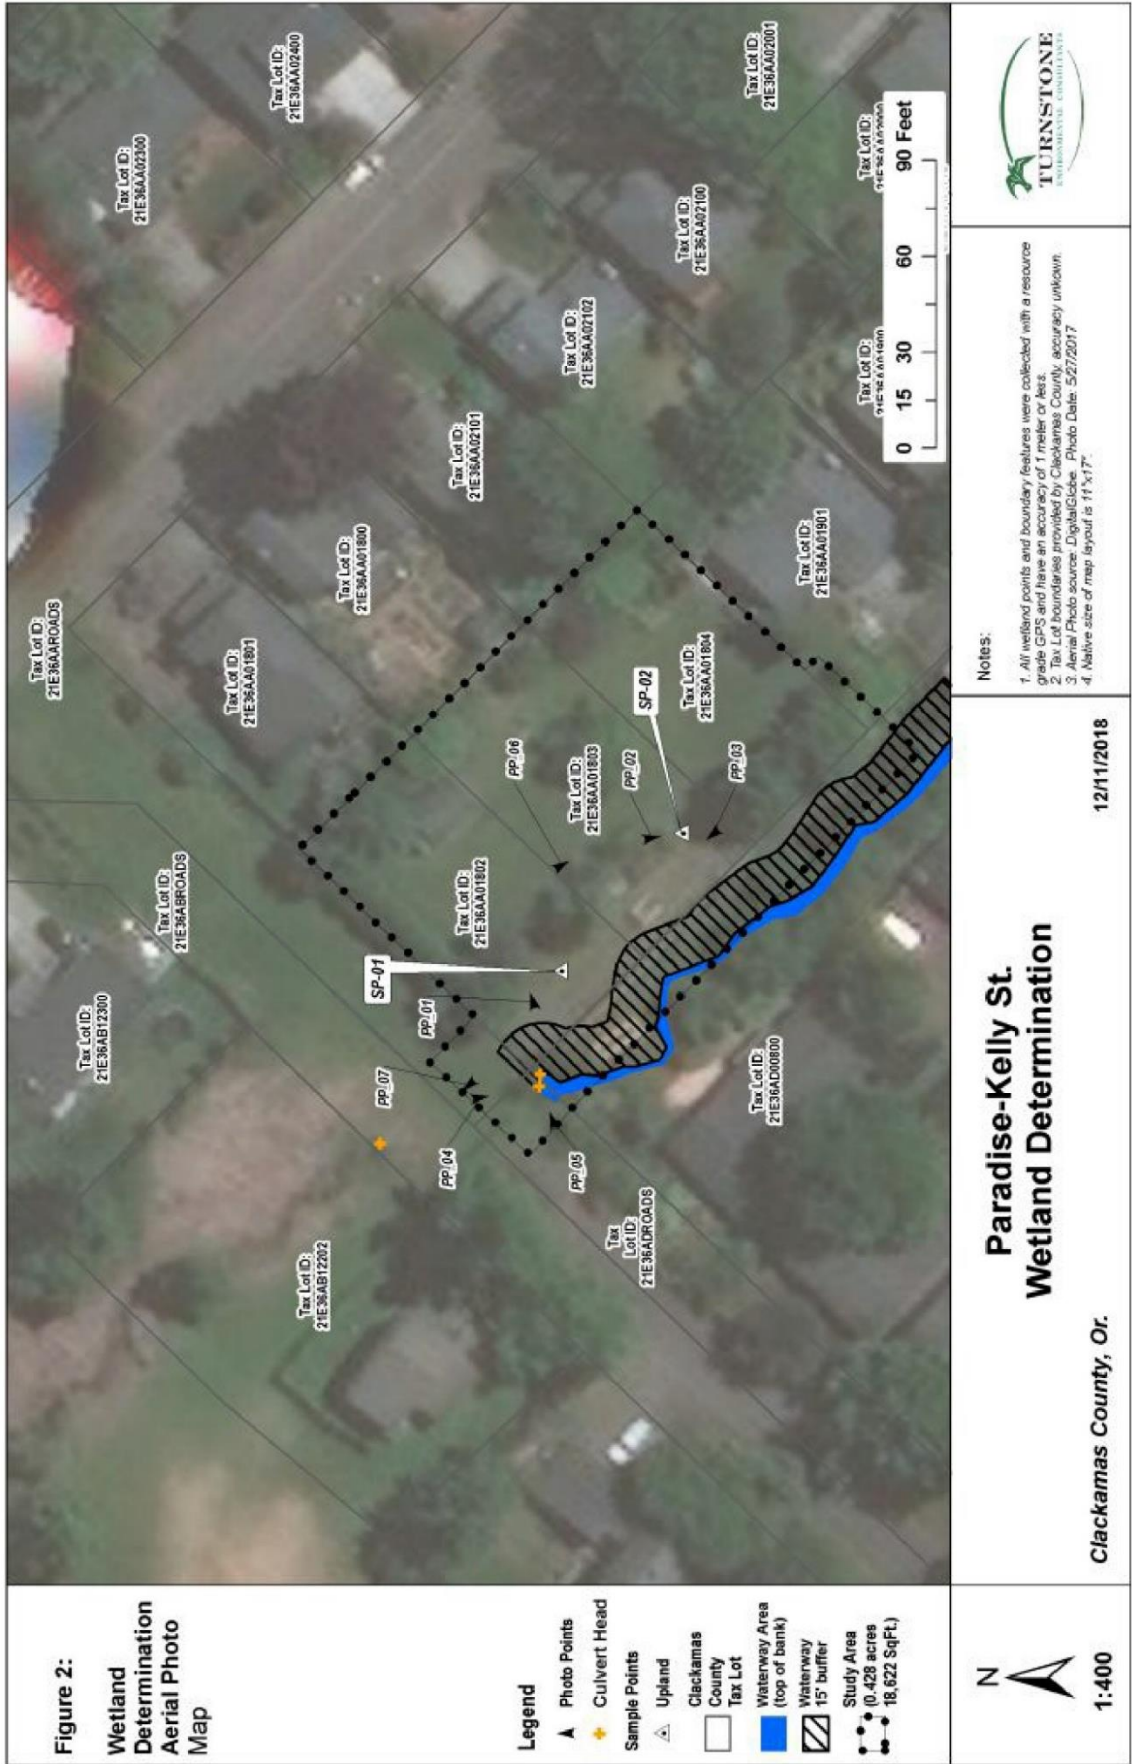 Figure 2:
Wetland
Determination
Aerial Photo
Map
Legend
Photo Points
Culvert Head
Sample Points
Upland
Clackamas
County
Tax Lot
Waterway Area
(top of bank)
Waterway
15' buffer
Study Area
(0.428 acres
18,622 SqFt.)
N
1:400
Tax Lot ID:
21E36AB12300
Tax Lot ID:
21E36ABROADS
Tax Lot ID:
21E36AAROADS
Tax Lot ID:
21E36AA02300
Tax Lot ID:
21E36AA02400
Tax Lot ID:
21E36AB12202
Tax Lot ID:
21E36AA01801
Tax Lot ID:
21E36AA01800
Tax Lot ID:
21E36AA02101
Tax Lot ID:
21E36AA02102
Tax Lot ID:
21E36AA02100
Tax Lot ID:
21E36AA02001
Tax Lot ID:
21E36AA01802
Tax Lot ID:
21E36AA01803
Tax Lot ID:
21E36AA01804
Tax Lot ID:
21E36AA01901
Tax Lot ID:
Tax Lot ID:
Tax
Lot ID:
21E36ADROADS
Tax Lot ID:
21E36AD00800
SP-01
SP-02
PP_01
PP_07
PP_04
PP_05
PP_06
PP_02
PP_03
0 15 30 60 90 Feet
Paradise-Kelly St.
Wetland Determination
Clackamas County, Or.
12/11/2018
Notes:
1. All wetland points and boundary features were collected with a resource
grade GPS and have an accuracy of 1 meter or less.
2. Tax Lot boundaries provided by Clackamas County, accuracy unkown.
3. Aerial Photo source: DigitalGlobe. Photo Date: 5/27/2017
4. Native size of map layout is 11"x17".
TURNSTONE
ENVIRONMENTAL CONSULTANTS